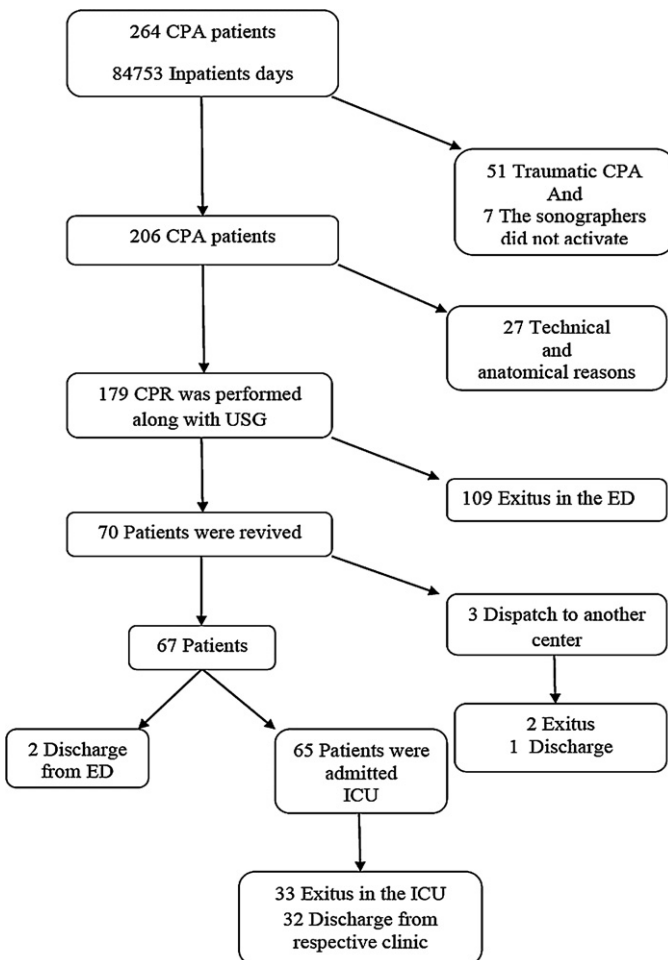 264 CPA patients
84753 Inpatients days
51 Traumatic CPA
And
7 The sonographers
did not activate
206 CPA patients
27 Technical
and
anatomical reasons
179 CPR was performed
along with USG
109 Exitus in the ED
70 Patients were revived
3 Dispatch to another
center
67 Patients
2 Exitus
1 Discharge
2 Discharge
from ED
65 Patients were
admitted
ICU
33 Exitus in the ICU
32 Discharge from
respective clinic